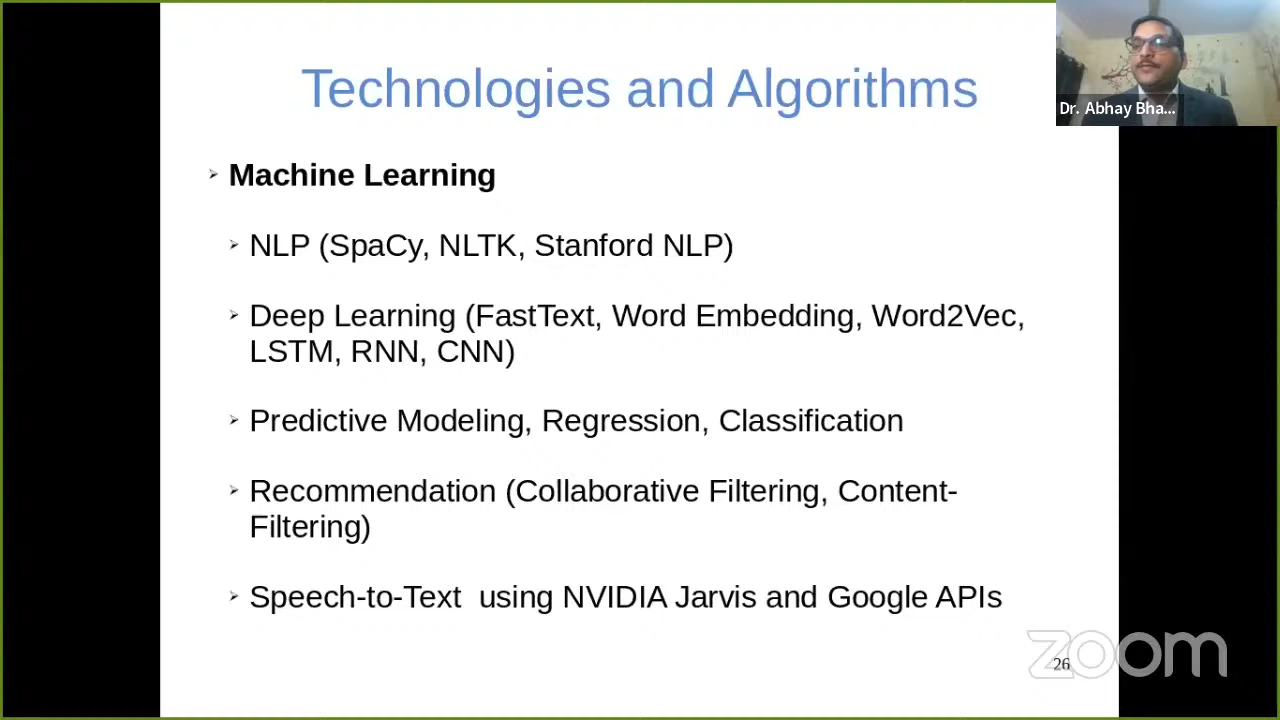 Technologies and Algorithms
Dr. Abhay Bha...
➢ Machine Learning
➢ NLP (SpaCy, NLTK, Stanford NLP)
➢ Deep Learning (FastText, Word Embedding, Word2Vec,
LSTM, RNN, CNN)
➢ Predictive Modeling, Regression, Classification
➢ Recommendation (Collaborative Filtering, Content-
Filtering)
➢ Speech-to-Text  using NVIDIA Jarvis and Google APIs
zoom
26